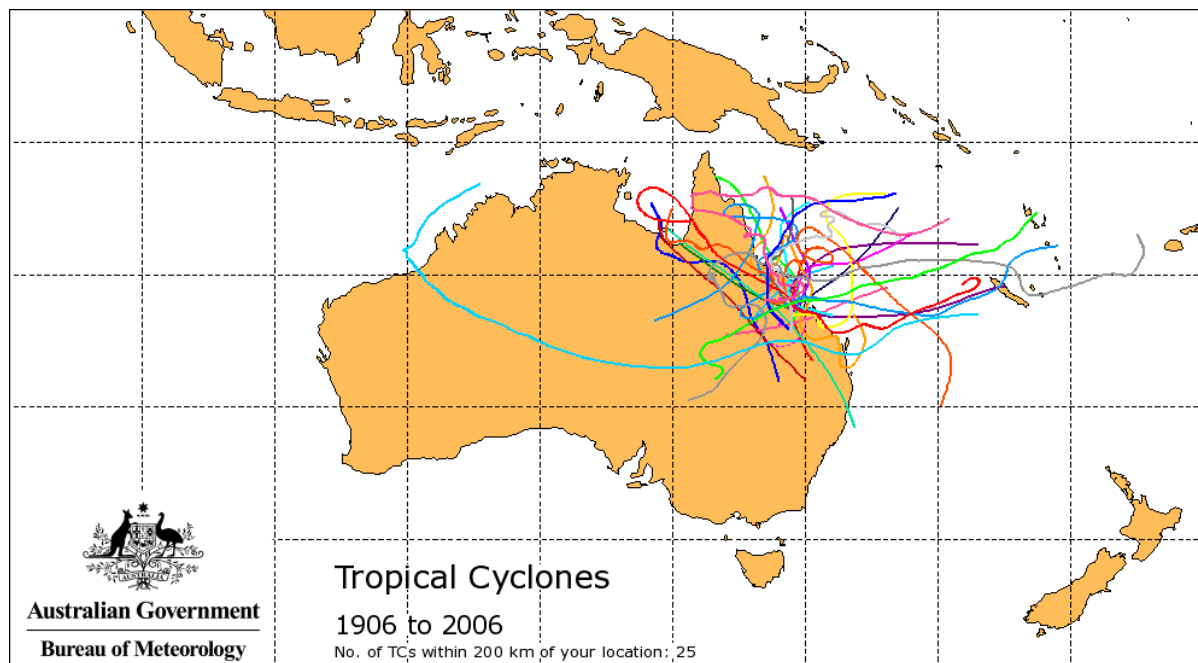 Tropical Cyclones
1906 to 2006
No. of TCs within 200 km of your location: 25
AUSTRALIA
Australian Government
Bureau of Meteorology